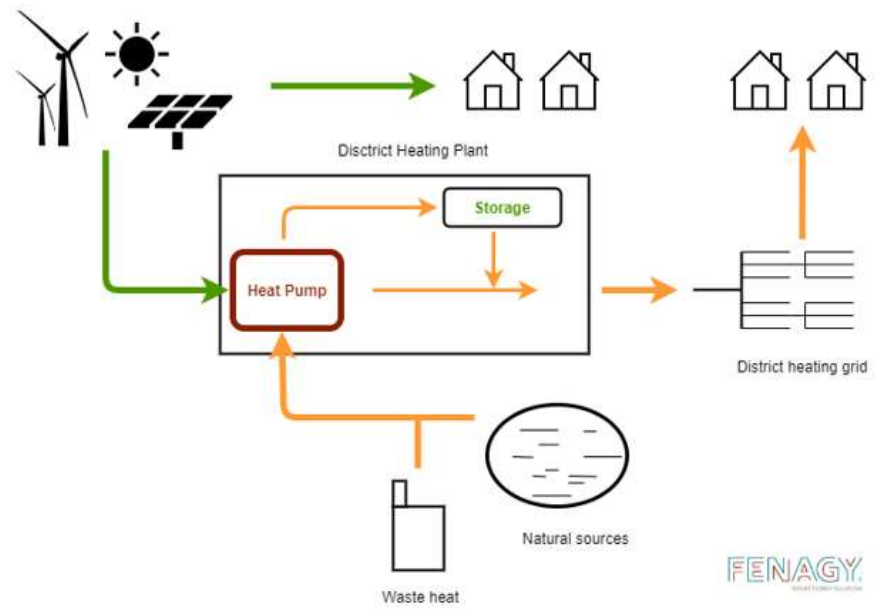 Disctrict Heating Plant
Storage
Heat Pump
District heating grid
Natural sources
Waste heat
FENAGY